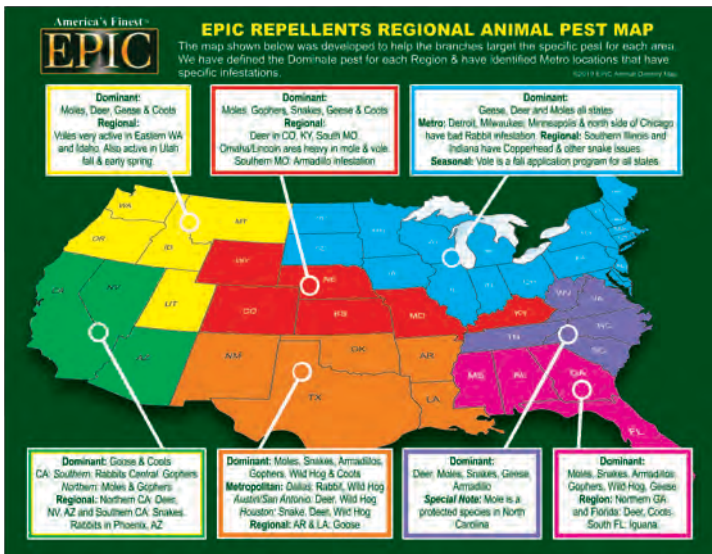 America's Finest™
EPIC
EPIC REPELLENTS REGIONAL ANIMAL PEST MAP
The map shown below was developed to help the branches target the specific pest for each area.
We have defined the Dominate pest for each Region & have identified Metro locations that have
specific infestations.
©2019 EPIC Animal Dominy Map
Dominant:
Moles, Deer, Geese & Coots
Regional:
Voles very active in Eastern WA
and Idaho. Also active in Utah
fall & early spring.
Dominant:
Moles, Gophers, Snakes, Geese & Coots
Regional:
Deer in CO, KY, South MO.
Omaha/Lincoln area heavy in mole & vole.
Southern MO: Armadillo infestation
Dominant:
Geese, Deer and Moles all states
Metro: Detroit, Milwaukee, Minneapolis & north side of Chicago
have bad Rabbit infestation. Regional: Southern Illinois and
Indiana have Copperhead & other snake issues.
Seasonal: Vole is a fall application program for all states.
WA
MT
OR
ID
WY
UT
NV
CA
CO
NE
KS
MO
KY
NM
OK
TX
AR
LA
TN
WV
VA
NC
SC
MS
AL
GA
FL
Dominant: Goose & Coots
CA: Southern: Rabbits Central: Gophers
Northern: Moles & Gophers
Regional: Northern CA: Deer,
NV, AZ and Southern CA: Snakes.
Rabbits in Phoenix, AZ
Dominant: Moles, Snakes, Armadillos,
Gophers, Wild Hog & Coots
Metropolitan: Dallas: Rabbit, Wild Hog
Austin/San Antonio: Deer, Wild Hog
Houston: Snake, Deer, Wild Hog
Regional: AR & LA: Goose
Dominant:
Deer, Moles, Snakes, Geese,
Armadillo
Special Note: Mole is a
protected species in North
Carolina
Dominant:
Moles, Snakes, Armadillos,
Gophers, Wild Hog, Geese
Region: Northern GA
and Florida: Deer, Coots
South FL: Iguana.